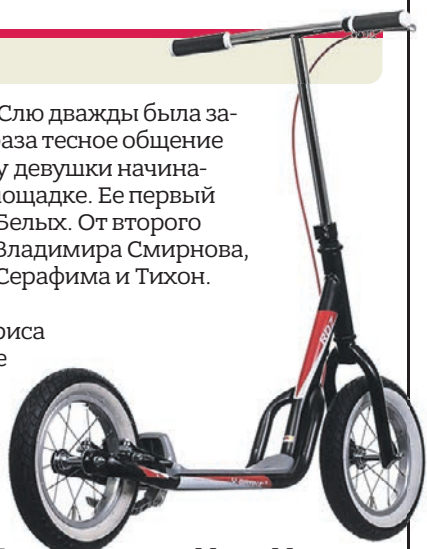 Слю дважды была за-
раза тесное общение
у девушки начина-
лощадке. Ее первый
Белых. От второго
Владимира Смирнова,
Серафима и Тихон.
риса
е